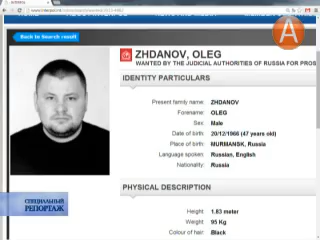 Back to Search result
ZHDANOV, OLEG
WANTED BY THE JUDICIAL AUTHORITIES OF RUSSIA FOR PROS
IDENTITY PARTICULARS
Present family name: ZHDANOV
Forename: OLEG
Sex: Male
Date of birth: 20/12/1966 (47 years old)
Place of birth: MURMANSK, Russia
Language spoken: Russian, English
Nationality: Russia
PHYSICAL DESCRIPTION
Height: 1.83 meter
Weight: 95 Kg
Colour of hair: Black
СПЕЦИАЛЬНЫЙ
РЕПОРТАЖ